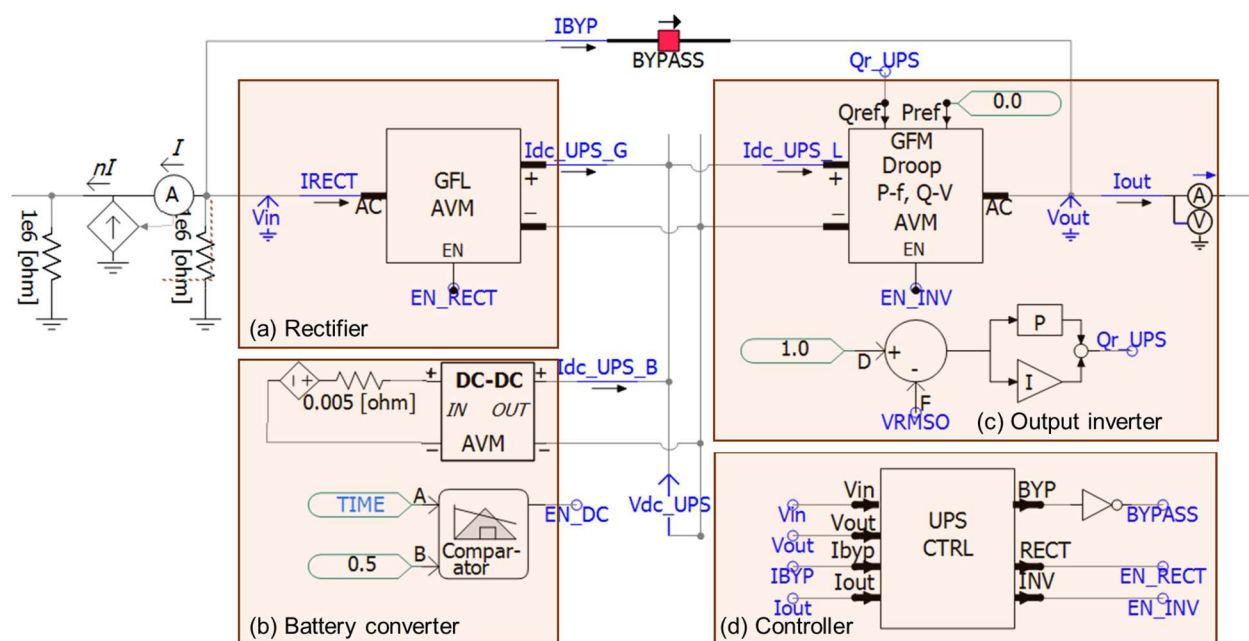 IBYP
BYPASS
Qr_UPS
0.0
Qref
Pref
nI
I
A
1e6 [ohm]
1e6 [ohm]
Vin
IRECT
AC
GFL
AVM
EN
EN_RECT
+
−
Idc_UPS_G
(a) Rectifier
Idc_UPS_L
+
−
GFM
Droop
P-f, Q-V
AVM
EN
EN_INV
AC
Vout
Iout
A
V
1.0
D
+
-
F
VRMSO
P
I
Qr_UPS
(c) Output inverter
− +
0.005 [ohm]
+
DC-DC
+
IN OUT
−
AVM
−
Idc_UPS_B
TIME
A
0.5
B
Compar-
ator
EN_DC
Vdc_UPS
(b) Battery converter
Vin
Vin
Vout
Vout
Ibyp
IBYP
Iout
Iout
UPS
CTRL
BYP
BYPASS
RECT
EN_RECT
INV
EN_INV
(d) Controller